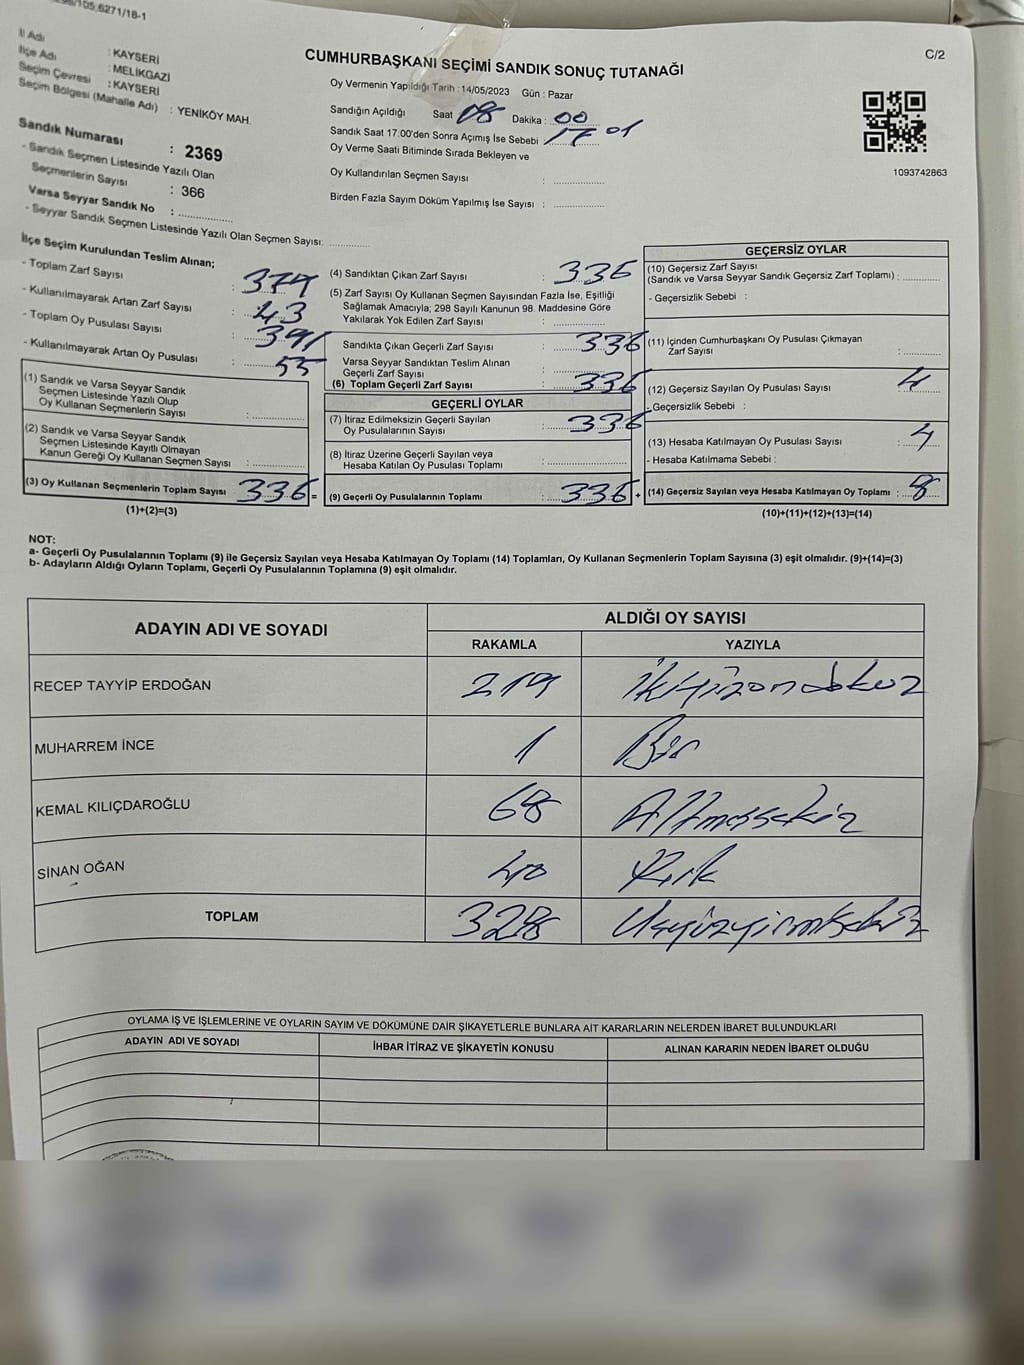 C/2
İl Adı : KAYSERİ
İlçe Adı : MELİKGAZİ
Seçim Çevresi : KAYSERİ
Seçim Bölgesi (Mahalle Adı) : YENİKÖY MAH.
Sandık Numarası : 2369
- Sandık Seçmen Listesinde Yazılı Olan
Seçmenlerin Sayısı : 366
Varsa Seyyar Sandık No :
- Seyyar Sandık Seçmen Listesinde Yazılı Olan Seçmen Sayısı:
CUMHURBAŞKANI SEÇİMİ SANDIK SONUÇ TUTANAĞI
Oy Vermenin Yapıldığı Tarih : 14/05/2023 Gün : Pazar
Sandığın Açıldığı Saat 08 Dakika : 00
Sandık Saat 17.00'den Sonra Açımış İse Sebebi 17 01
Oy Verme Saati Bitiminde Sırada Bekleyen ve
Oy Kullandırılan Seçmen Sayısı :
Birden Fazla Sayım Döküm Yapılmış İse Sayısı :
1093742863
İlçe Seçim Kurulundan Teslim Alınan;
- Toplam Zarf Sayısı :
- Kullanılmayarak Artan Zarf Sayısı : 43
- Toplam Oy Pusulası Sayısı : 391
- Kullanılmayarak Artan Oy Pusulası : 55
(1) Sandık ve Varsa Seyyar Sandık
Seçmen Listesinde Yazılı Olup
Oy Kullanan Seçmenlerin Sayısı :
(2) Sandık ve Varsa Seyyar Sandık
Seçmen Listesinde Kayıtlı Olmayan
Kanun Gereği Oy Kullanan Seçmen Sayısı :
(3) Oy Kullanan Seçmenlerin Toplam Sayısı 336 =
(1)+(2)=(3)
(4) Sandıktan Çıkan Zarf Sayısı : 336
(5) Zarf Sayısı Oy Kullanan Seçmen Sayısından Fazla İse, Eşitliği
Sağlamak Amacıyla; 298 Sayılı Kanunun 98. Maddesine Göre
Yakılarak Yok Edilen Zarf Sayısı :
Sandıkta Çıkan Geçerli Zarf Sayısı : 336
Varsa Seyyar Sandıktan Teslim Alınan
Geçerli Zarf Sayısı :
(6) Toplam Geçerli Zarf Sayısı : 336
GEÇERLİ OYLAR
(7) İtiraz Edilmeksizin Geçerli Sayılan
Oy Pusulalarının Sayısı : 336
(8) İtiraz Üzerine Geçerli Sayılan veya
Hesaba Katılan Oy Pusulası Toplamı :
(9) Geçerli Oy Pusulalarının Toplamı : 336 +
GEÇERSİZ OYLAR
(10) Geçersiz Zarf Sayısı
(Sandık ve Varsa Seyyar Sandık Geçersiz Zarf Toplamı) :
- Geçersizlik Sebebi :
(11) İçinden Cumhurbaşkanı Oy Pusulası Çıkmayan
Zarf Sayısı :
(12) Geçersiz Sayılan Oy Pusulası Sayısı : 4
- Geçersizlik Sebebi :
(13) Hesaba Katılmayan Oy Pusulası Sayısı : 4
- Hesaba Katılmama Sebebi :
(14) Geçersiz Sayılan veya Hesaba Katılmayan Oy Toplamı : 8
(10)+(11)+(12)+(13)=(14)
NOT:
a- Geçerli Oy Pusulalarının Toplamı (9) ile Geçersiz Sayılan veya Hesaba Katılmayan Oy Toplamı (14) Toplamları, Oy Kullanan Seçmenlerin Toplam Sayısına (3) eşit olmalıdır. (9)+(14)=(3)
b- Adayların Aldığı Oyların Toplamı, Geçerli Oy Pusulalarının Toplamına (9) eşit olmalıdır.
ADAYIN ADI VE SOYADI ALDIĞI OY SAYISI
RAKAMLA YAZIYLA
RECEP TAYYİP ERDOĞAN 219 ikiyüzondokuz
MUHARREM İNCE 1 Bir
KEMAL KILIÇDAROĞLU 68 Altmışsekiz
SİNAN OĞAN 40 Kırk
TOPLAM 328 Üçyüzyirmisekiz
OYLAMA İŞ VE İŞLEMLERİNE VE OYLARIN SAYIM VE DÖKÜMÜNE DAİR ŞİKAYETLERLE BUNLARA AİT KARARLARIN NELERDEN İBARET BULUNDUKLARI
ADAYIN ADI VE SOYADI İHBAR İTİRAZ VE ŞİKAYETİN KONUSU ALINAN KARARIN NEDEN İBARET OLDUĞU